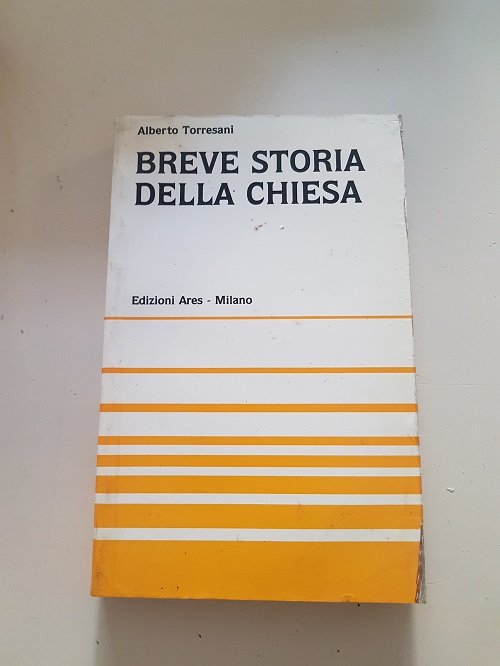 Alberto Torresani
BREVE STORIA
DELLA CHIESA
Edizioni Ares - Milano